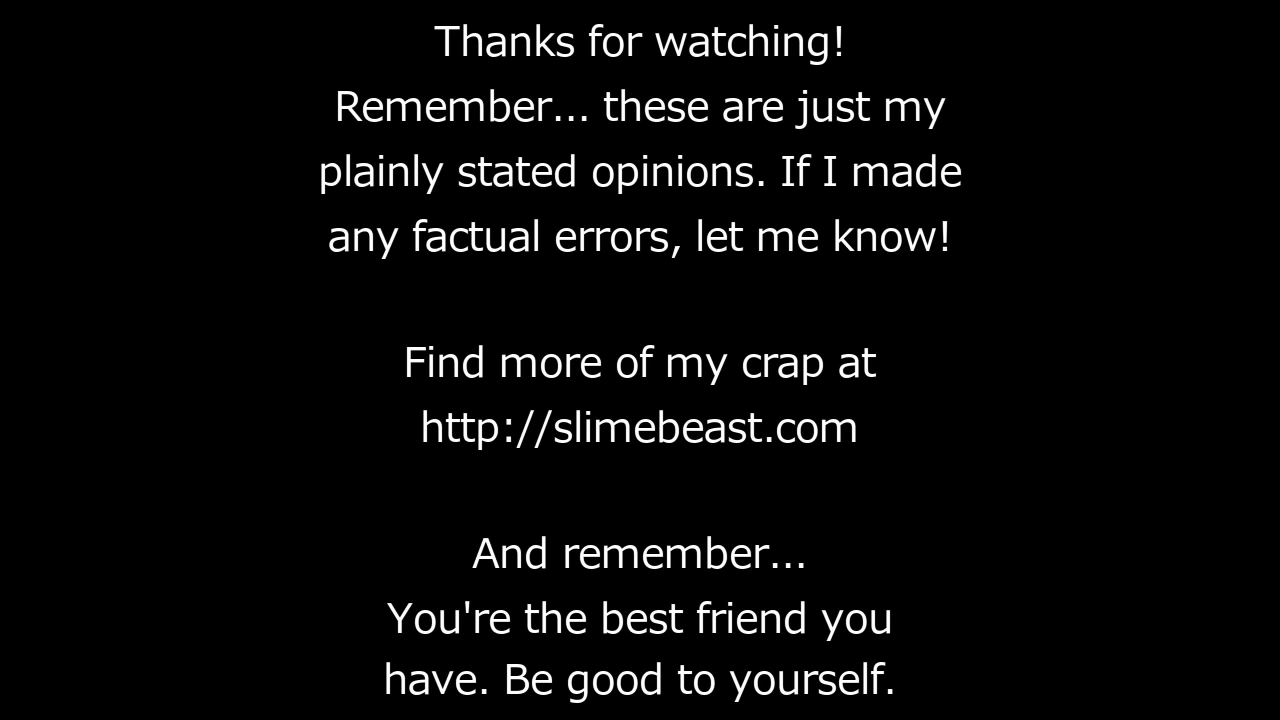 Thanks for watching!
Remember... these are just my
plainly stated opinions. If I made
any factual errors, let me know!
Find more of my crap at
http://slimebeast.com
And remember...
You're the best friend you
have. Be good to yourself.